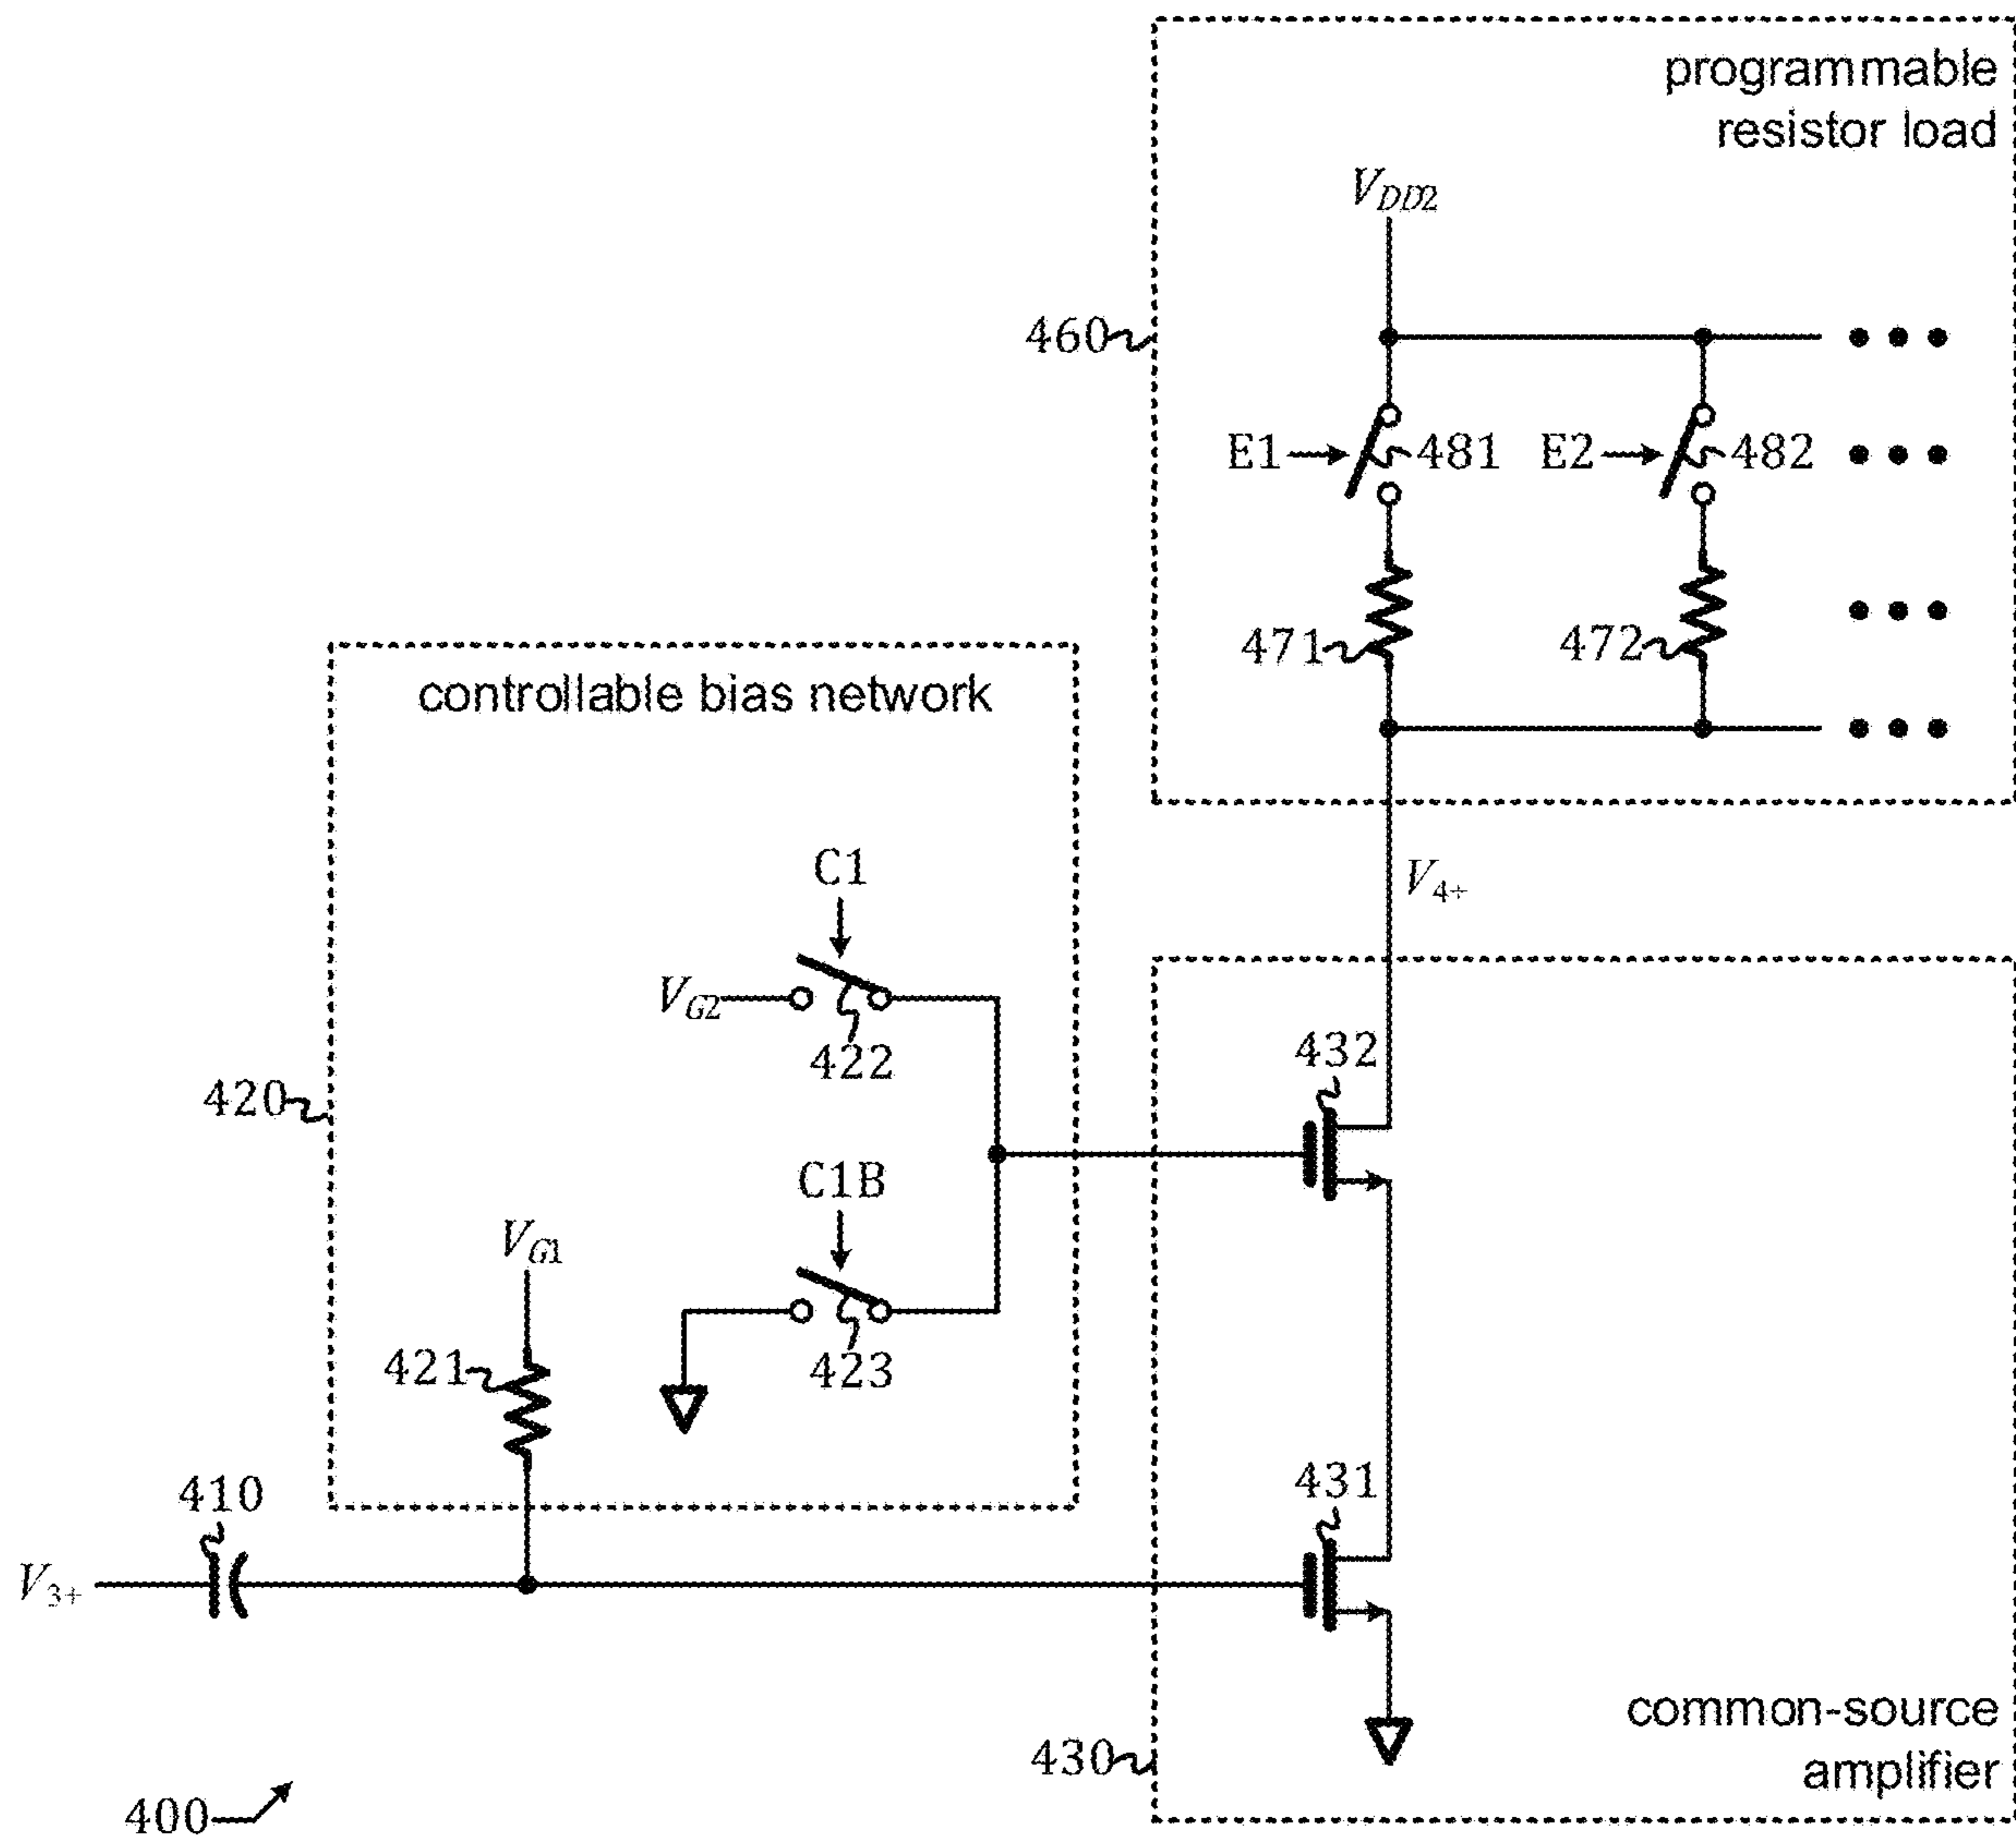 programmable
resistor load
V_DD2
460
E1
481
E2
482
471
472
controllable bias network
C1
V_4+
V_G2
422
432
420
C1B
V_G1
421
423
410
431
V_3+
common-source
430
amplifier
400